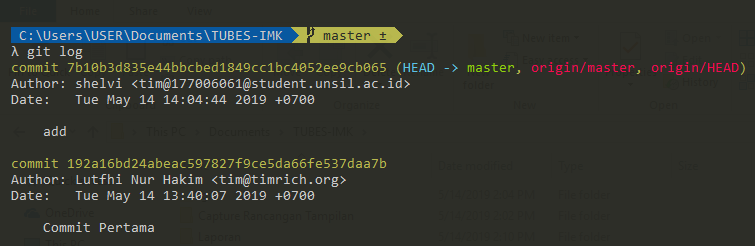 C:\Users\USER\Documents\TUBES-IMK master ±
λ git log
commit 7b10b3d835e44bbcbed1849cc1bc4052ee9cb065 (HEAD -> master, origin/master, origin/HEAD)
Author: shelvi <tim@177006061@student.unsil.ac.id>
Date:   Tue May 14 14:04:44 2019 +0700
add
commit 192a16bd24abeac597827f9ce5da66fe537daa7b
Author: Lutfhi Nur Hakim <tim@timrich.org>
Date:   Tue May 14 13:40:07 2019 +0700
Commit Pertama